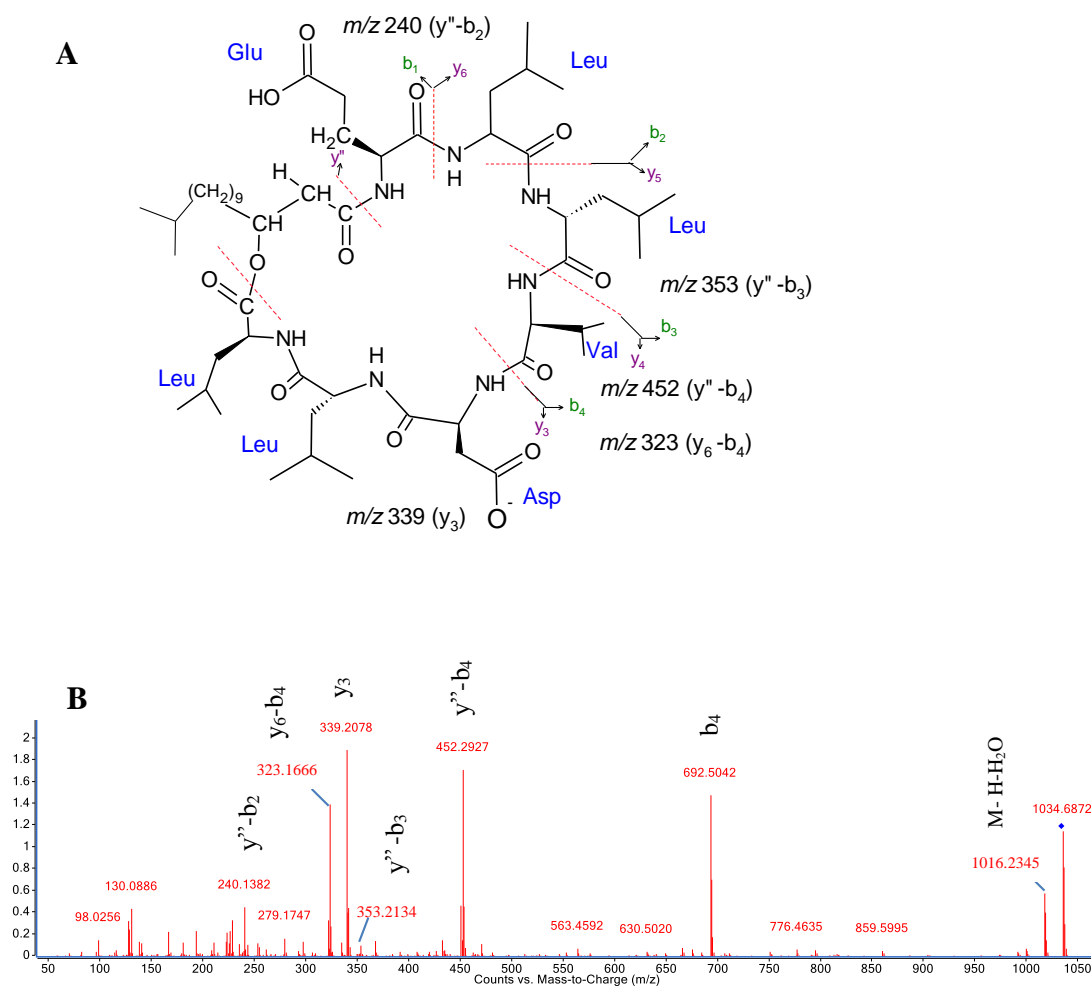 A
m/z 240 (y"-b2)
Glu
Leu
O
HO
b1 y6
O
O
H2C
b2
y5
y"
N
H
NH
H
CH
(CH2)9
C
NH
CH
O
Leu
O
O
NH
O
m/z 353 (y" -b3)
C
NH
b3
y4
Val
H
N
O
Leu
O
NH
m/z 452 (y" -b4)
b4
y3
O
m/z 323 (y6 -b4)
Leu
O
Asp
m/z 339 (y3)
O-
B
y6-b4
y3
y''-b4
b4
M- H-H2O
y''-b2
y'' -b3
339.2078
452.2927
323.1666
692.5042
1034.6872
1016.2345
130.0886
240.1382
98.0256
279.1747
353.2134
563.4592
630.5020
776.4635
859.5995
2
1.8
1.6
1.4
1.2
1
0.8
0.6
0.4
0.2
0
50 100 150 200 250 300 350 400 450 500 550 600 650 700 750 800 850 900 950 1000 1050
Counts vs. Mass-to-Charge (m/z)